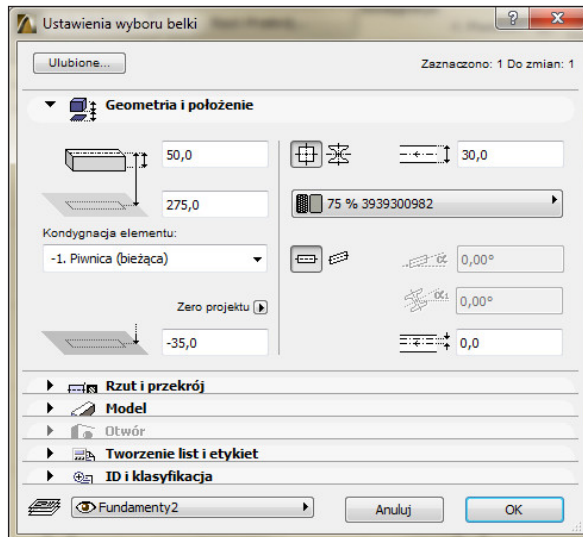 Ustawienia wyboru belki
Ulubione...
Zaznaczono: 1 Do zmian: 1
Geometria i położenie
50,0
30,0
275,0
75 % 3939300982
Kondygnacja elementu:
-1. Piwnica (bieżąca)
α
0,00°
Zero projektu
α1
0,00°
-35,0
0,0
Rzut i przekrój
Model
Otwór
Tworzenie list i etykiet
ID i klasyfikacja
Fundamenty2
Anuluj
OK